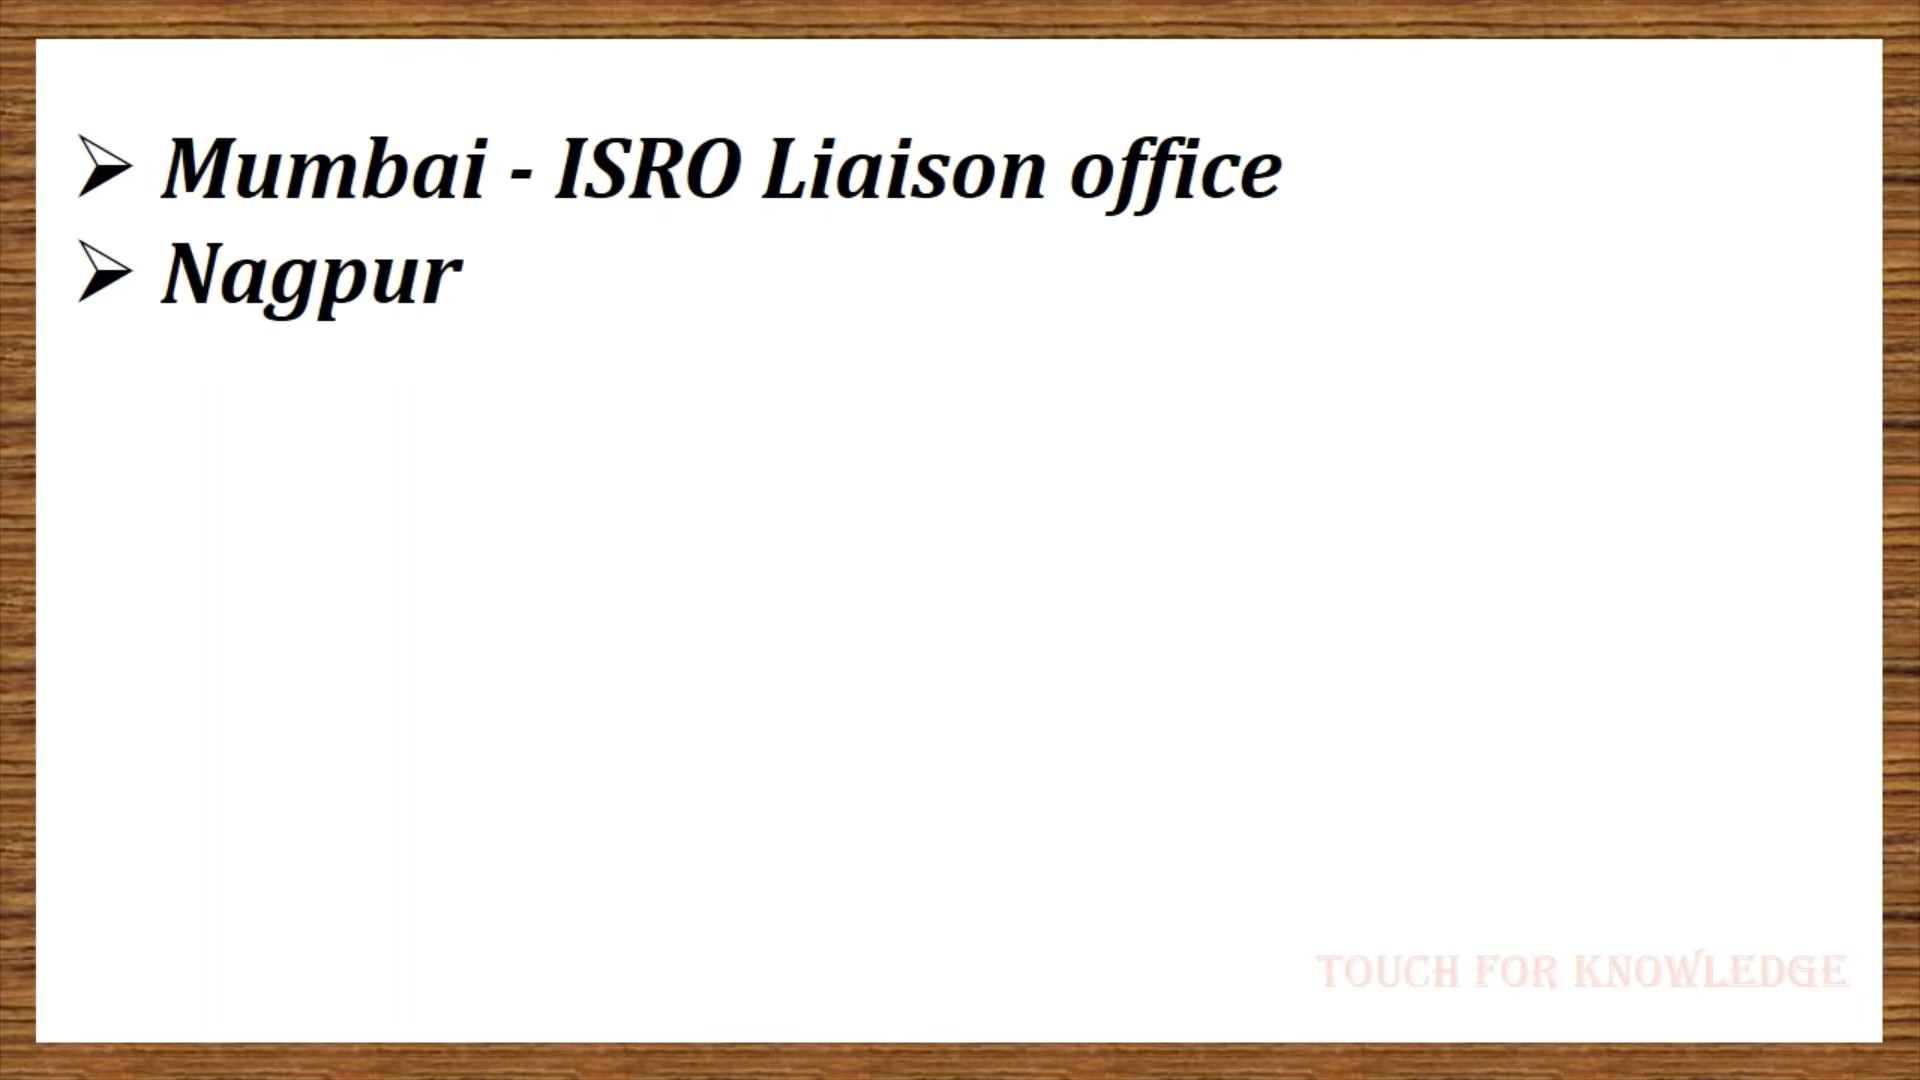 ➢ Mumbai - ISRO Liaison office
➢ Nagpur
TOUCH FOR KNOWLEDGE